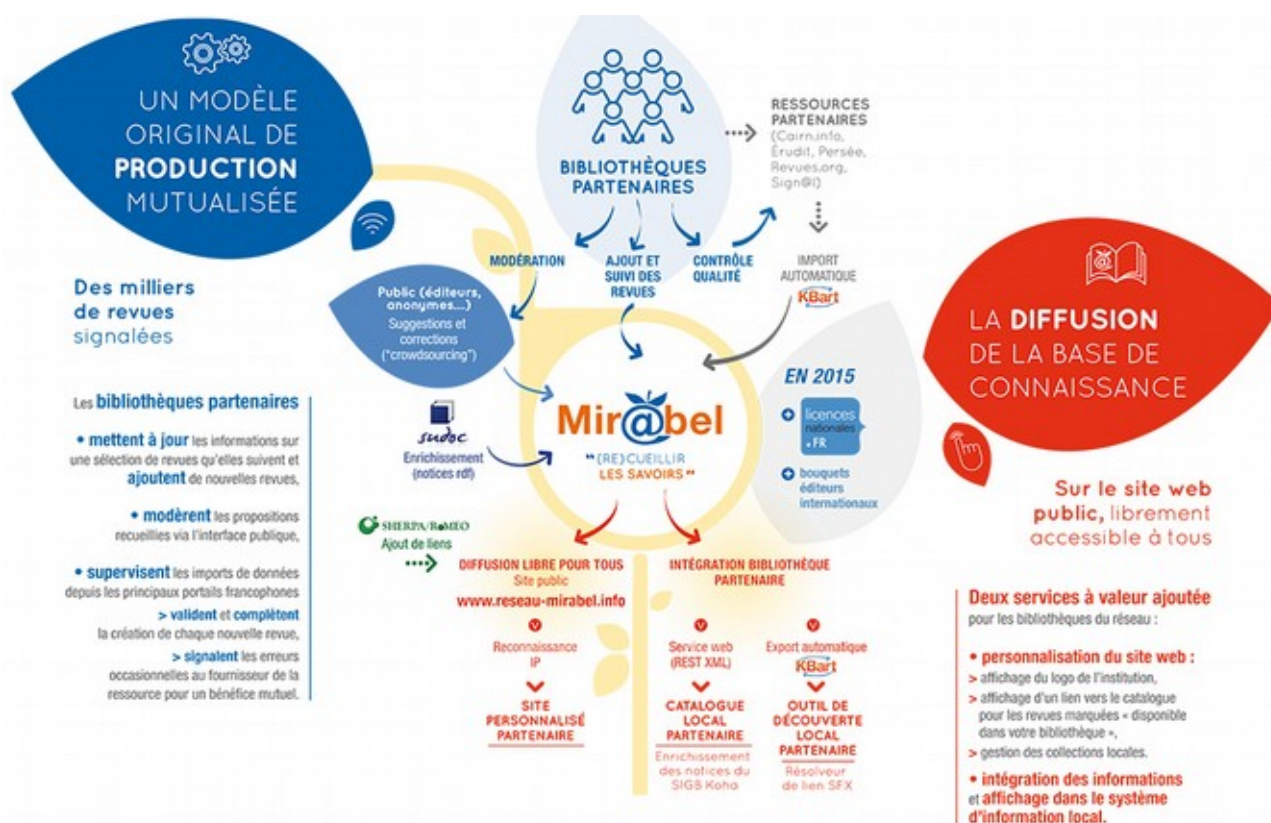 UN MODÈLE
ORIGINAL DE
PRODUCTION
MUTUALISÉE
Des milliers
de revues
signalées
Les bibliothèques partenaires
• mettent à jour les informations sur
une sélection de revues qu'elles suivent et
ajoutent de nouvelles revues,
• modèrent les propositions
recueillies via l'interface publique,
• supervisent les imports de données
depuis les principaux portails francophones
> valident et complètent
la création de chaque nouvelle revue,
> signalent les erreurs
occasionnelles au fournisseur de la
ressource pour un bénéfice mutuel.
BIBLIOTHÈQUES
PARTENAIRES
RESSOURCES
PARTENAIRES
(Cairn.info,
Érudit, Persée,
Revues.org,
Sign@l)
MODÉRATION
AJOUT ET
SUIVI DES
REVUES
CONTRÔLE
QUALITÉ
IMPORT
AUTOMATIQUE
KBart
Public (éditeurs,
anonymes...)
Suggestions et
corrections
("crowdsourcing")
sudoc
Enrichissement
(notices rdf)
Mir@bel
"(RE)CUEILLIR
LES SAVOIRS"
EN 2015
+ licences
nationales
.FR
+ bouquets
éditeurs
internationaux
SHERPA/RoMEO
Ajout de liens
DIFFUSION LIBRE POUR TOUS
Site public
www.reseau-mirabel.info
INTÉGRATION BIBLIOTHÈQUE
PARTENAIRE
Reconnaissance
IP
SITE
PERSONNALISÉ
PARTENAIRE
Service web
(REST XML)
CATALOGUE
LOCAL
PARTENAIRE
Enrichissement
des notices du
SIGB Koha
Export automatique
KBart
OUTIL DE
DÉCOUVERTE
LOCAL
PARTENAIRE
Résolveur
de lien SFX
LA DIFFUSION
DE LA BASE DE
CONNAISSANCE
Sur le site web
public, librement
accessible à tous
Deux services à valeur ajoutée
pour les bibliothèques du réseau :
• personnalisation du site web :
> affichage du logo de l'institution,
> affichage d'un lien vers le catalogue
pour les revues marquées « disponible
dans votre bibliothèque »,
> gestion des collections locales.
• intégration des informations
et affichage dans le système
d'information local.